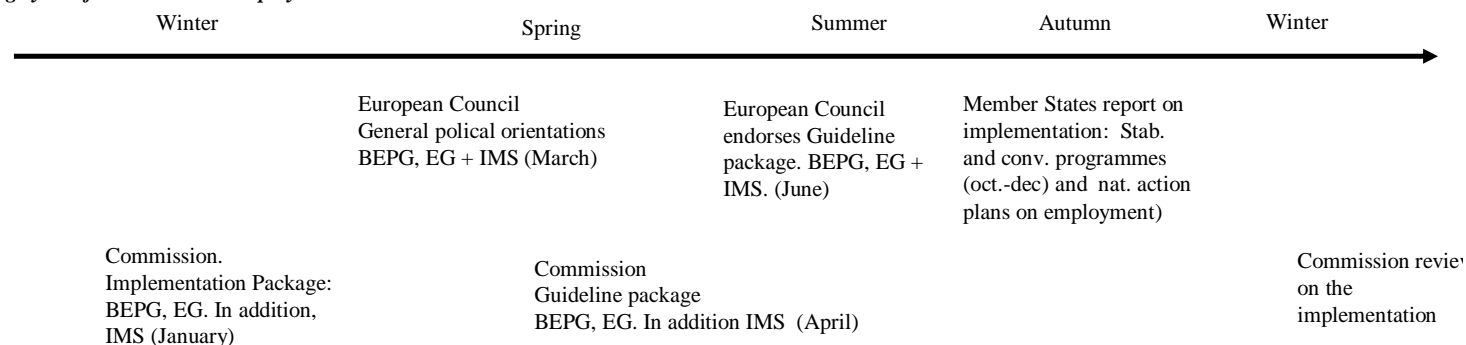 Winter
Spring
Summer
Autumn
Winter
European Council
General polical orientations
BEPG, EG + IMS (March)
European Council
endorses Guideline
package. BEPG, EG +
IMS. (June)
Member States report on
implementation:  Stab.
and conv. programmes
(oct.-dec) and  nat. action
plans on employment)
Commission.
Implementation Package:
BEPG, EG. In addition,
IMS (January)
Commission
Guideline package
BEPG, EG. In addition IMS  (April)
Commission review
on the
implementation